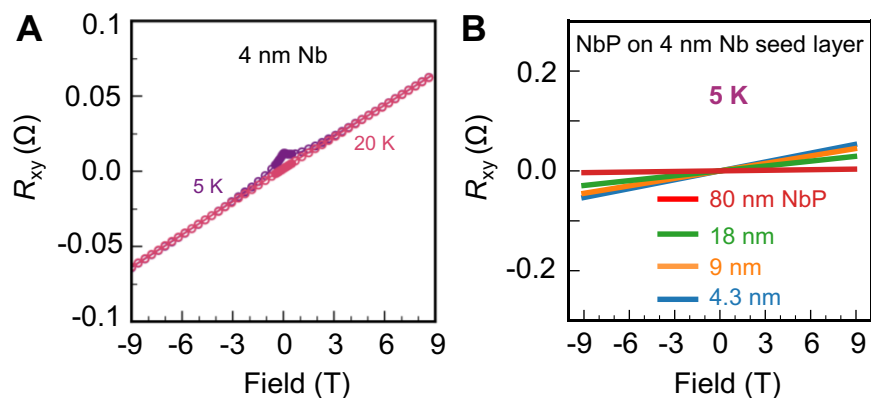 A
4 nm Nb
0.1
0.05
0.0
-0.05
-0.1
Rxy (Ω)
5 K
20 K
-9 -6 -3 0 3 6 9
Field (T)
B
NbP on 4 nm Nb seed layer
5 K
0.2
0.0
-0.2
Rxy (Ω)
80 nm NbP
18 nm
9 nm
4.3 nm
-9 -6 -3 0 3 6 9
Field (T)